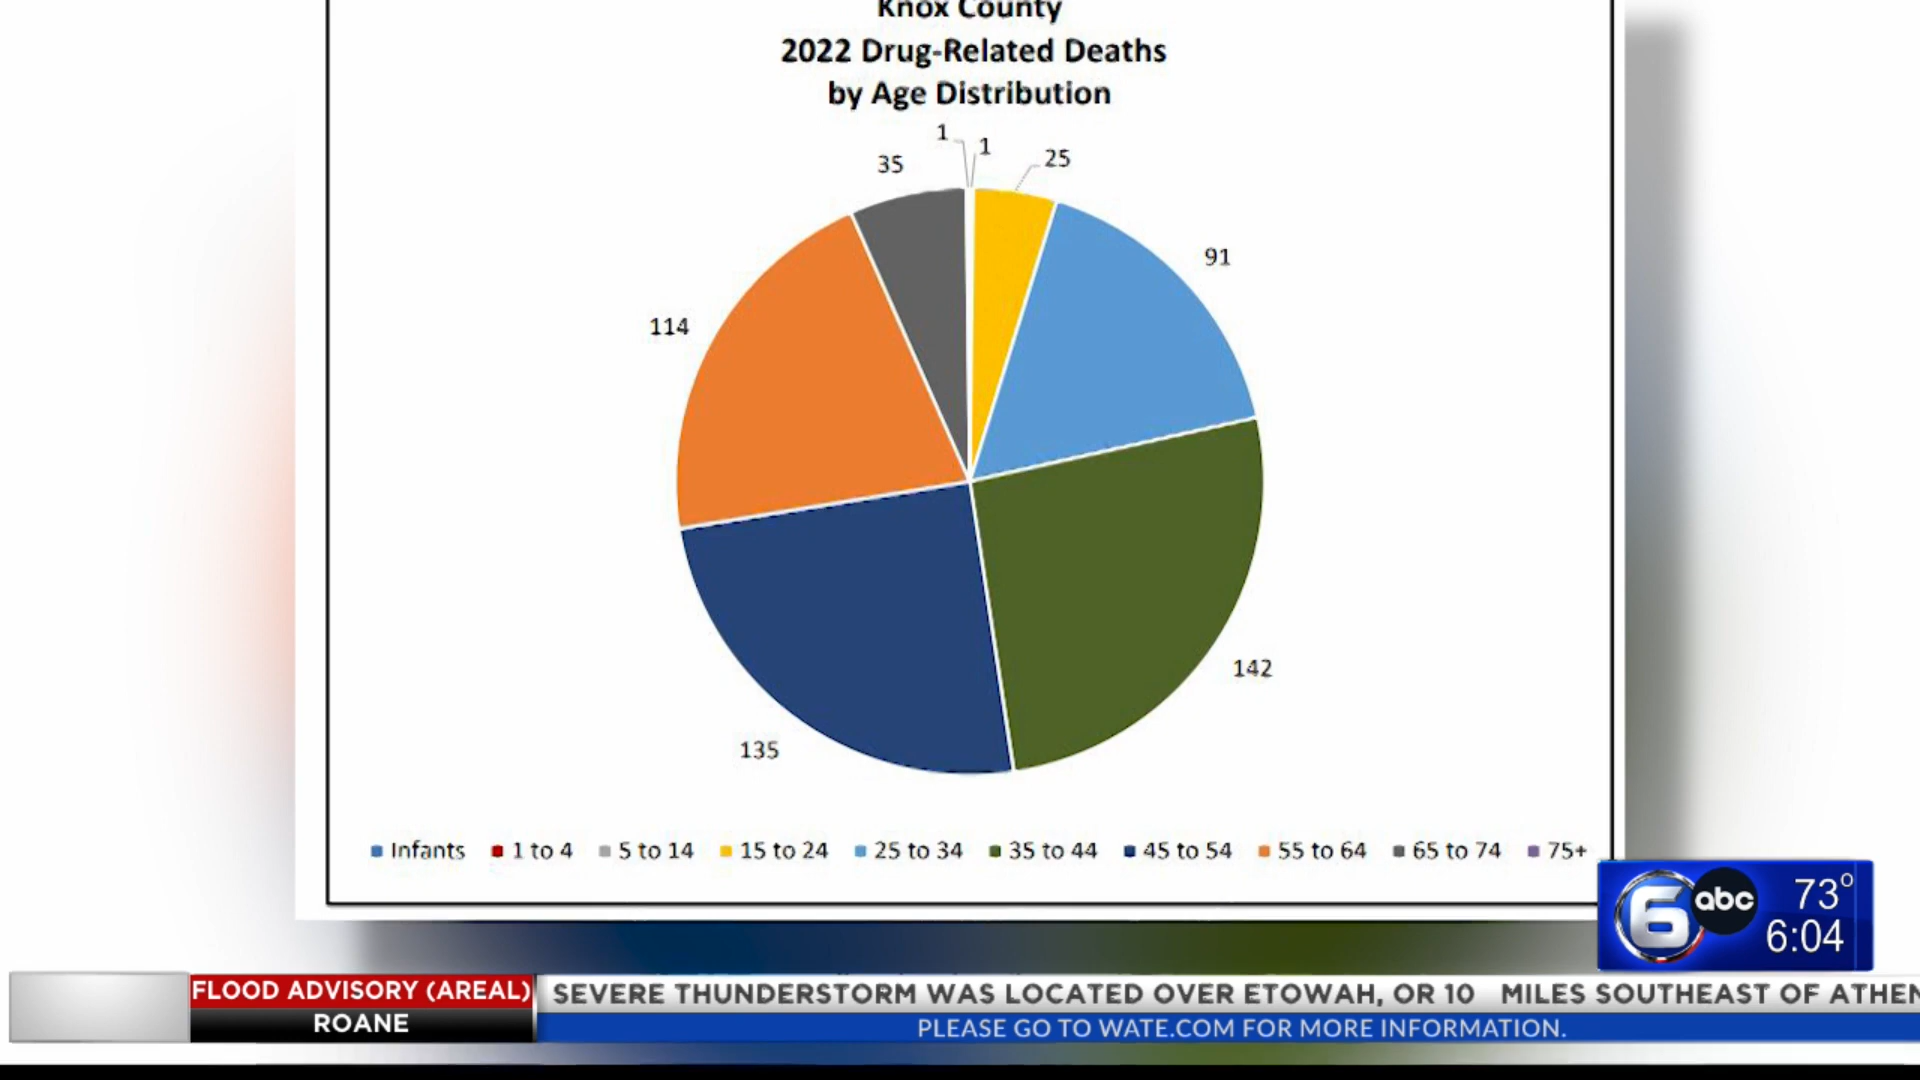 Knox County
2022 Drug-Related Deaths
by Age Distribution
1
1
25
35
91
114
142
135
Infants 1 to 4 5 to 14 15 to 24 25 to 34 35 to 44 45 to 54 55 to 64 65 to 74 75+
6 abc 73°
6:04
FLOOD ADVISORY (AREAL)
ROANE
SEVERE THUNDERSTORM WAS LOCATED OVER ETOWAH, OR 10 MILES SOUTHEAST OF ATHEN
PLEASE GO TO WATE.COM FOR MORE INFORMATION.